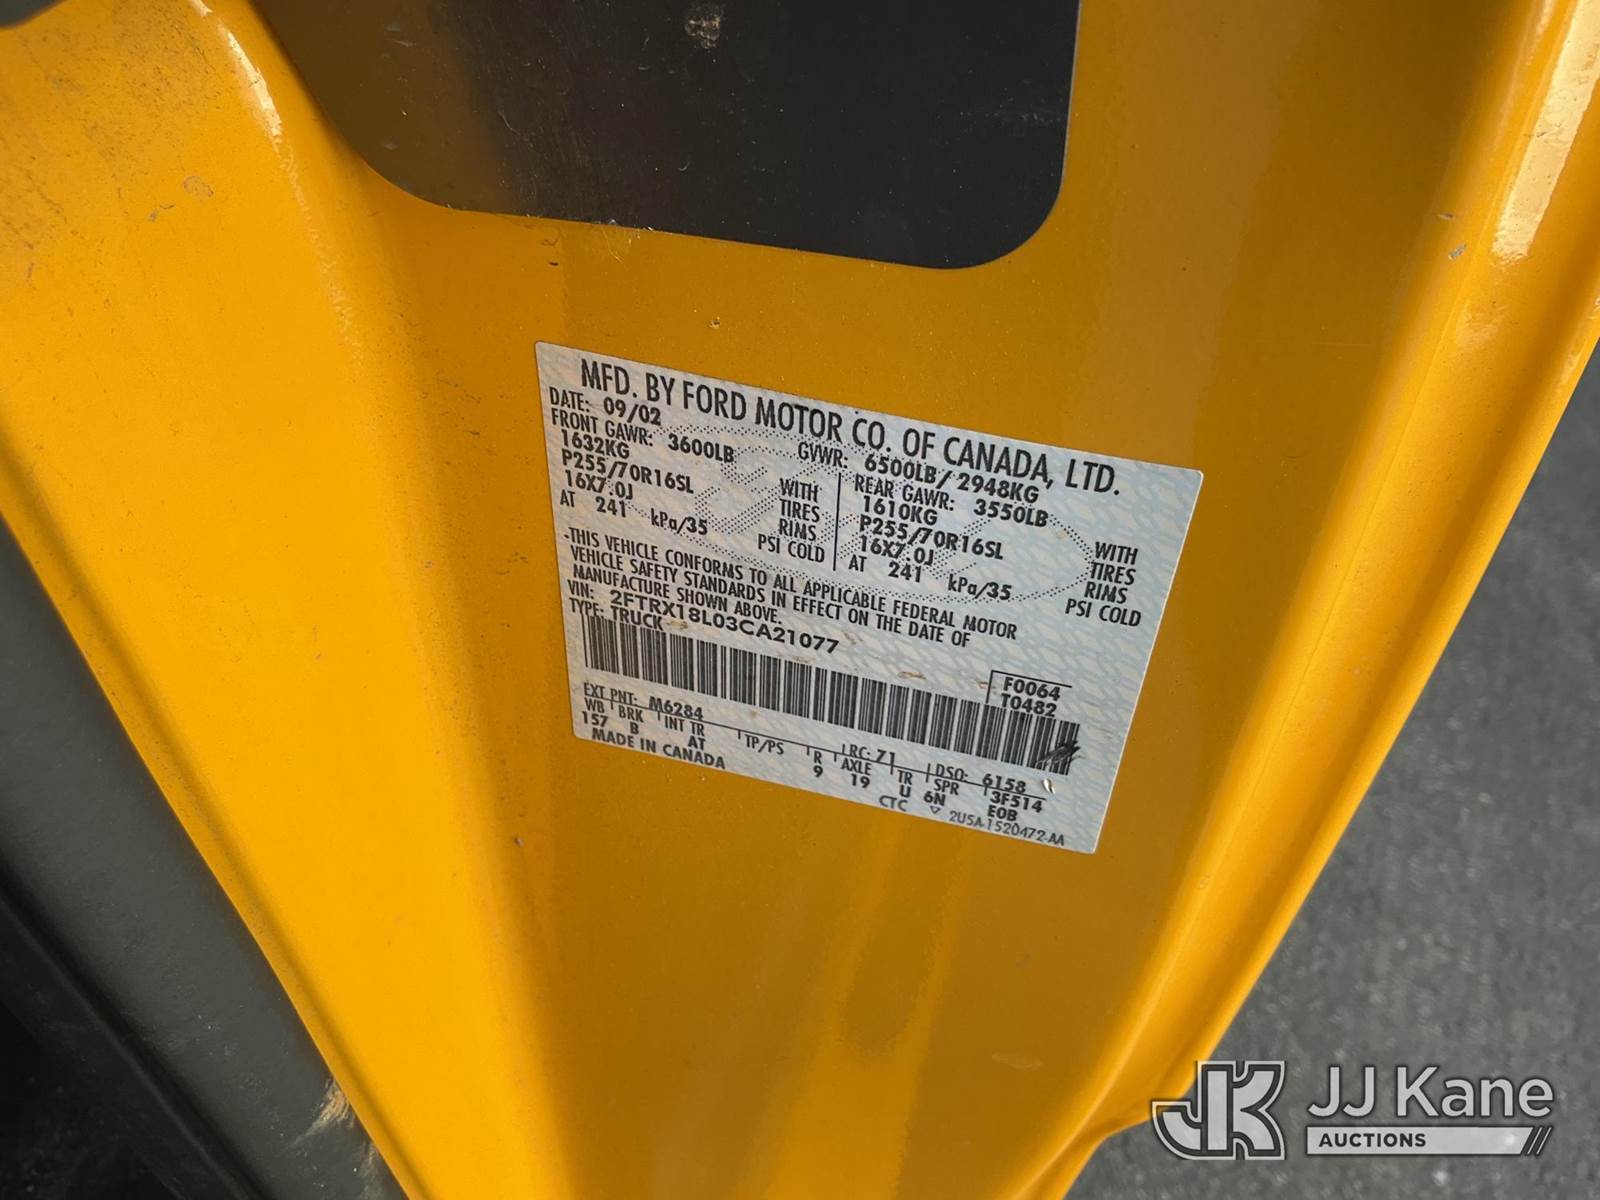 MFD. BY FORD MOTOR CO. OF CANADA, LTD.
DATE: 09/02 GVWR: 6500LB/ 2948KG
FRONT GAWR: 3600LB REAR GAWR: 3550LB
1632KG WITH 1610KG WITH
P255/70R16SL TIRES P255/70R16SL TIRES
16X7.0J RIMS 16X7.0J RIMS
AT 241 kPa/35 PSI COLD AT 241 kPa/35 PSI COLD
-THIS VEHICLE CONFORMS TO ALL APPLICABLE FEDERAL MOTOR
VEHICLE SAFETY STANDARDS IN EFFECT ON THE DATE OF
MANUFACTURE SHOWN ABOVE.
VIN: 2FTRX18L03CA21077
TYPE: TRUCK
F0064
T0482
EXT PNT: M6284 RC: 71 DSO: 6158
WB BRK INT TR TP/PS R AXLE TR SPR 3F514
157 B AT 9 19 U 6N E0B
MADE IN CANADA CTC 2U5A-1520472-AA
JK JJ Kane
AUCTIONS